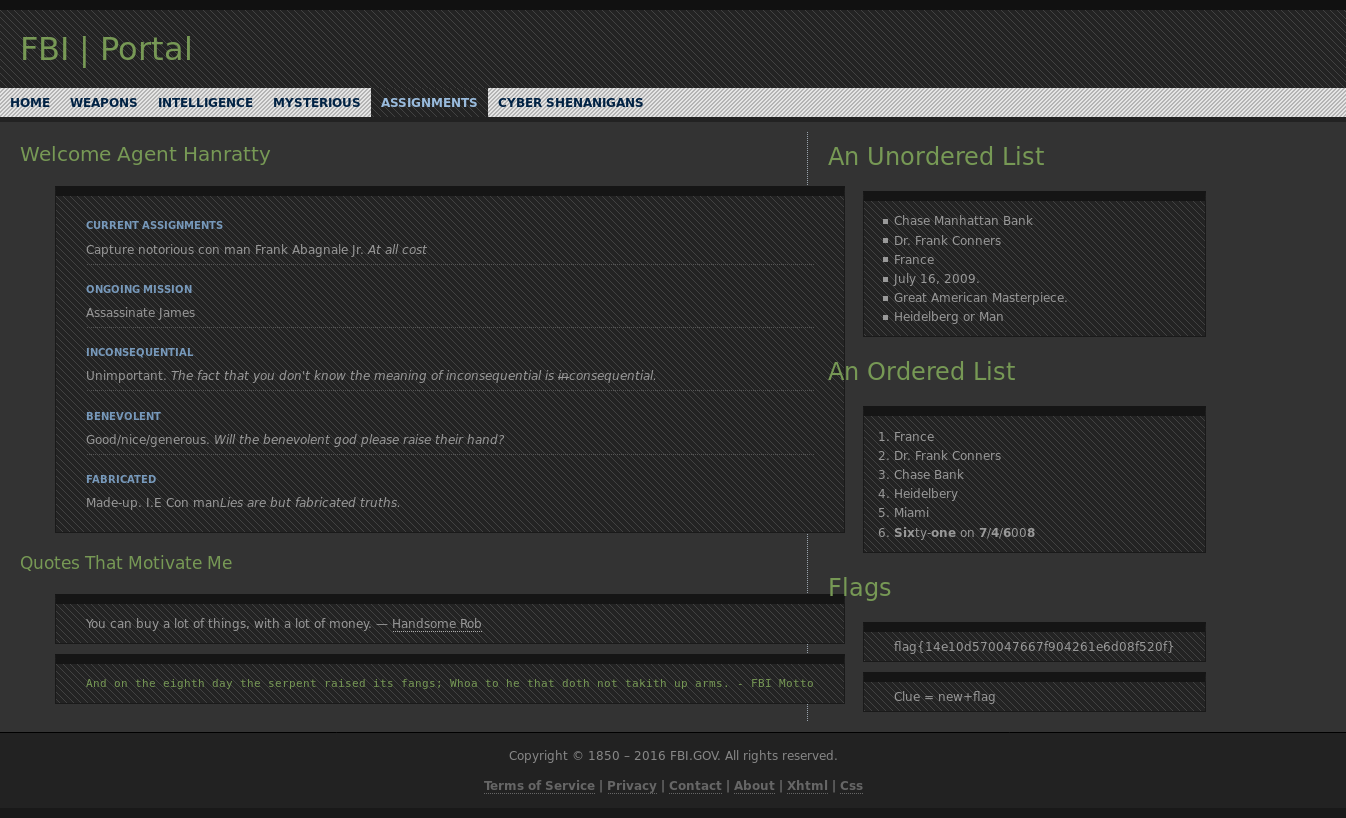 FBI | Portal
HOME WEAPONS INTELLIGENCE MYSTERIOUS ASSIGNMENTS CYBER SHENANIGANS
Welcome Agent Hanratty
CURRENT ASSIGNMENTS
Capture notorious con man Frank Abagnale Jr. At all cost
ONGOING MISSION
Assassinate James
INCONSEQUENTIAL
Unimportant. The fact that you don't know the meaning of inconsequential is inconsequential.
BENEVOLENT
Good/nice/generous. Will the benevolent god please raise their hand?
FABRICATED
Made-up. I.E Con manLies are but fabricated truths.
Quotes That Motivate Me
You can buy a lot of things, with a lot of money. — Handsome Rob
And on the eighth day the serpent raised its fangs; Whoa to he that doth not takith up arms. - FBI Motto
An Unordered List
Chase Manhattan Bank
Dr. Frank Conners
France
July 16, 2009.
Great American Masterpiece.
Heidelberg or Man
An Ordered List
1. France
2. Dr. Frank Conners
3. Chase Bank
4. Heidelbery
5. Miami
6. Sixty-one on 7/4/6008
Flags
flag{14e10d570047667f904261e6d08f520f}
Clue = new+flag
Copyright © 1850 – 2016 FBI.GOV. All rights reserved.
Terms of Service | Privacy | Contact | About | Xhtml | Css